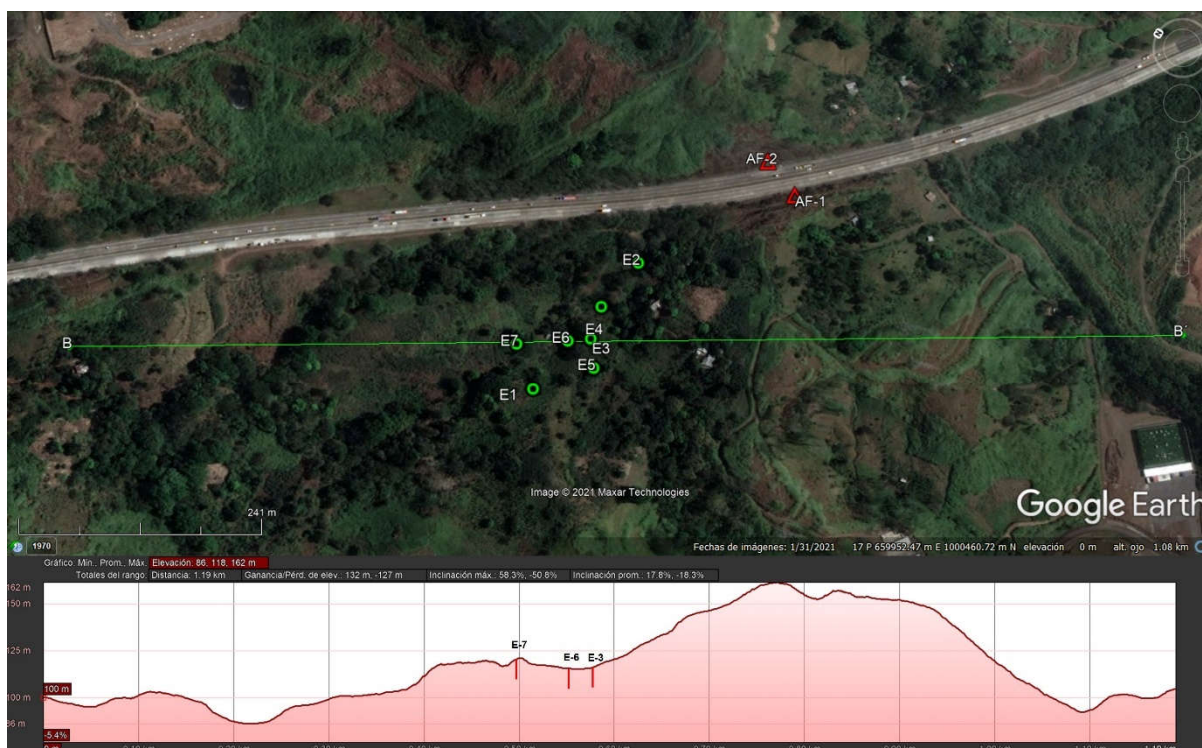 AF-2
AF-1
E2
E4
B
E7
E6
E3
B'
E5
E1
Image © 2021 Maxar Technologies
Google Earth
241 m
1970
Fechas de imágenes: 1/31/2021 17 P 659952.47 m E 1000460.72 m N elevación 0 m alt. ojo 1.08 km
Gráfico: Mín., Prom., Máx. Elevación: 86, 118, 162 m
Totales del rango: Distancia: 1.19 km Ganancia/Pérd. de elev.: 132 m, -127 m Inclinación máx.: 58.3%, -50.8% Inclinación prom.: 17.8%, -18.3%
162 m
150 m
E-7
E-6
E-3
125 m
100 m
100 m
86 m
-5.4%